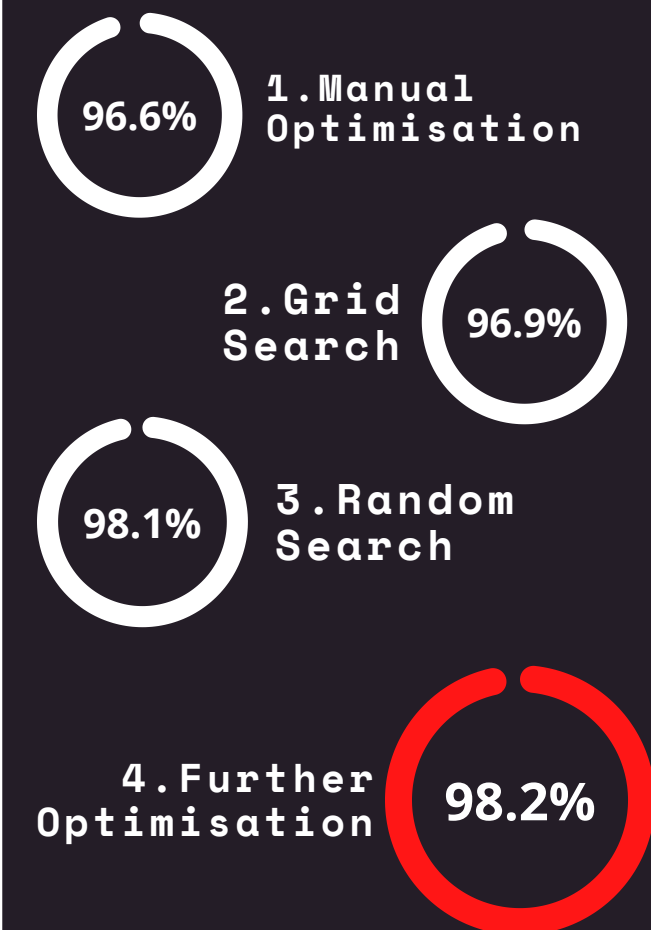 96.6%
1.Manual
Optimisation
2.Grid
Search
96.9%
98.1%
3.Random
Search
4.Further
Optimisation
98.2%